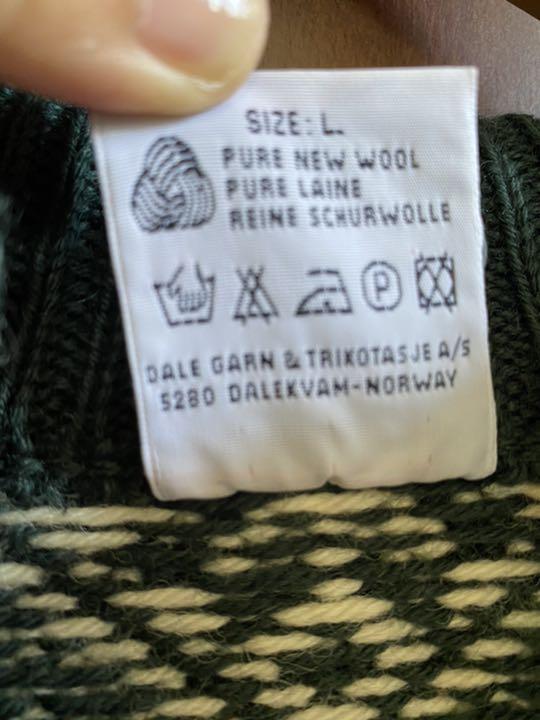 SIZE: L.
PURE NEW WOOL
PURE LAINE
REINE SCHURWOLLE
P
DALE GARN & TRIKOTASJE A/S
5280 DALEKVAM-NORWAY